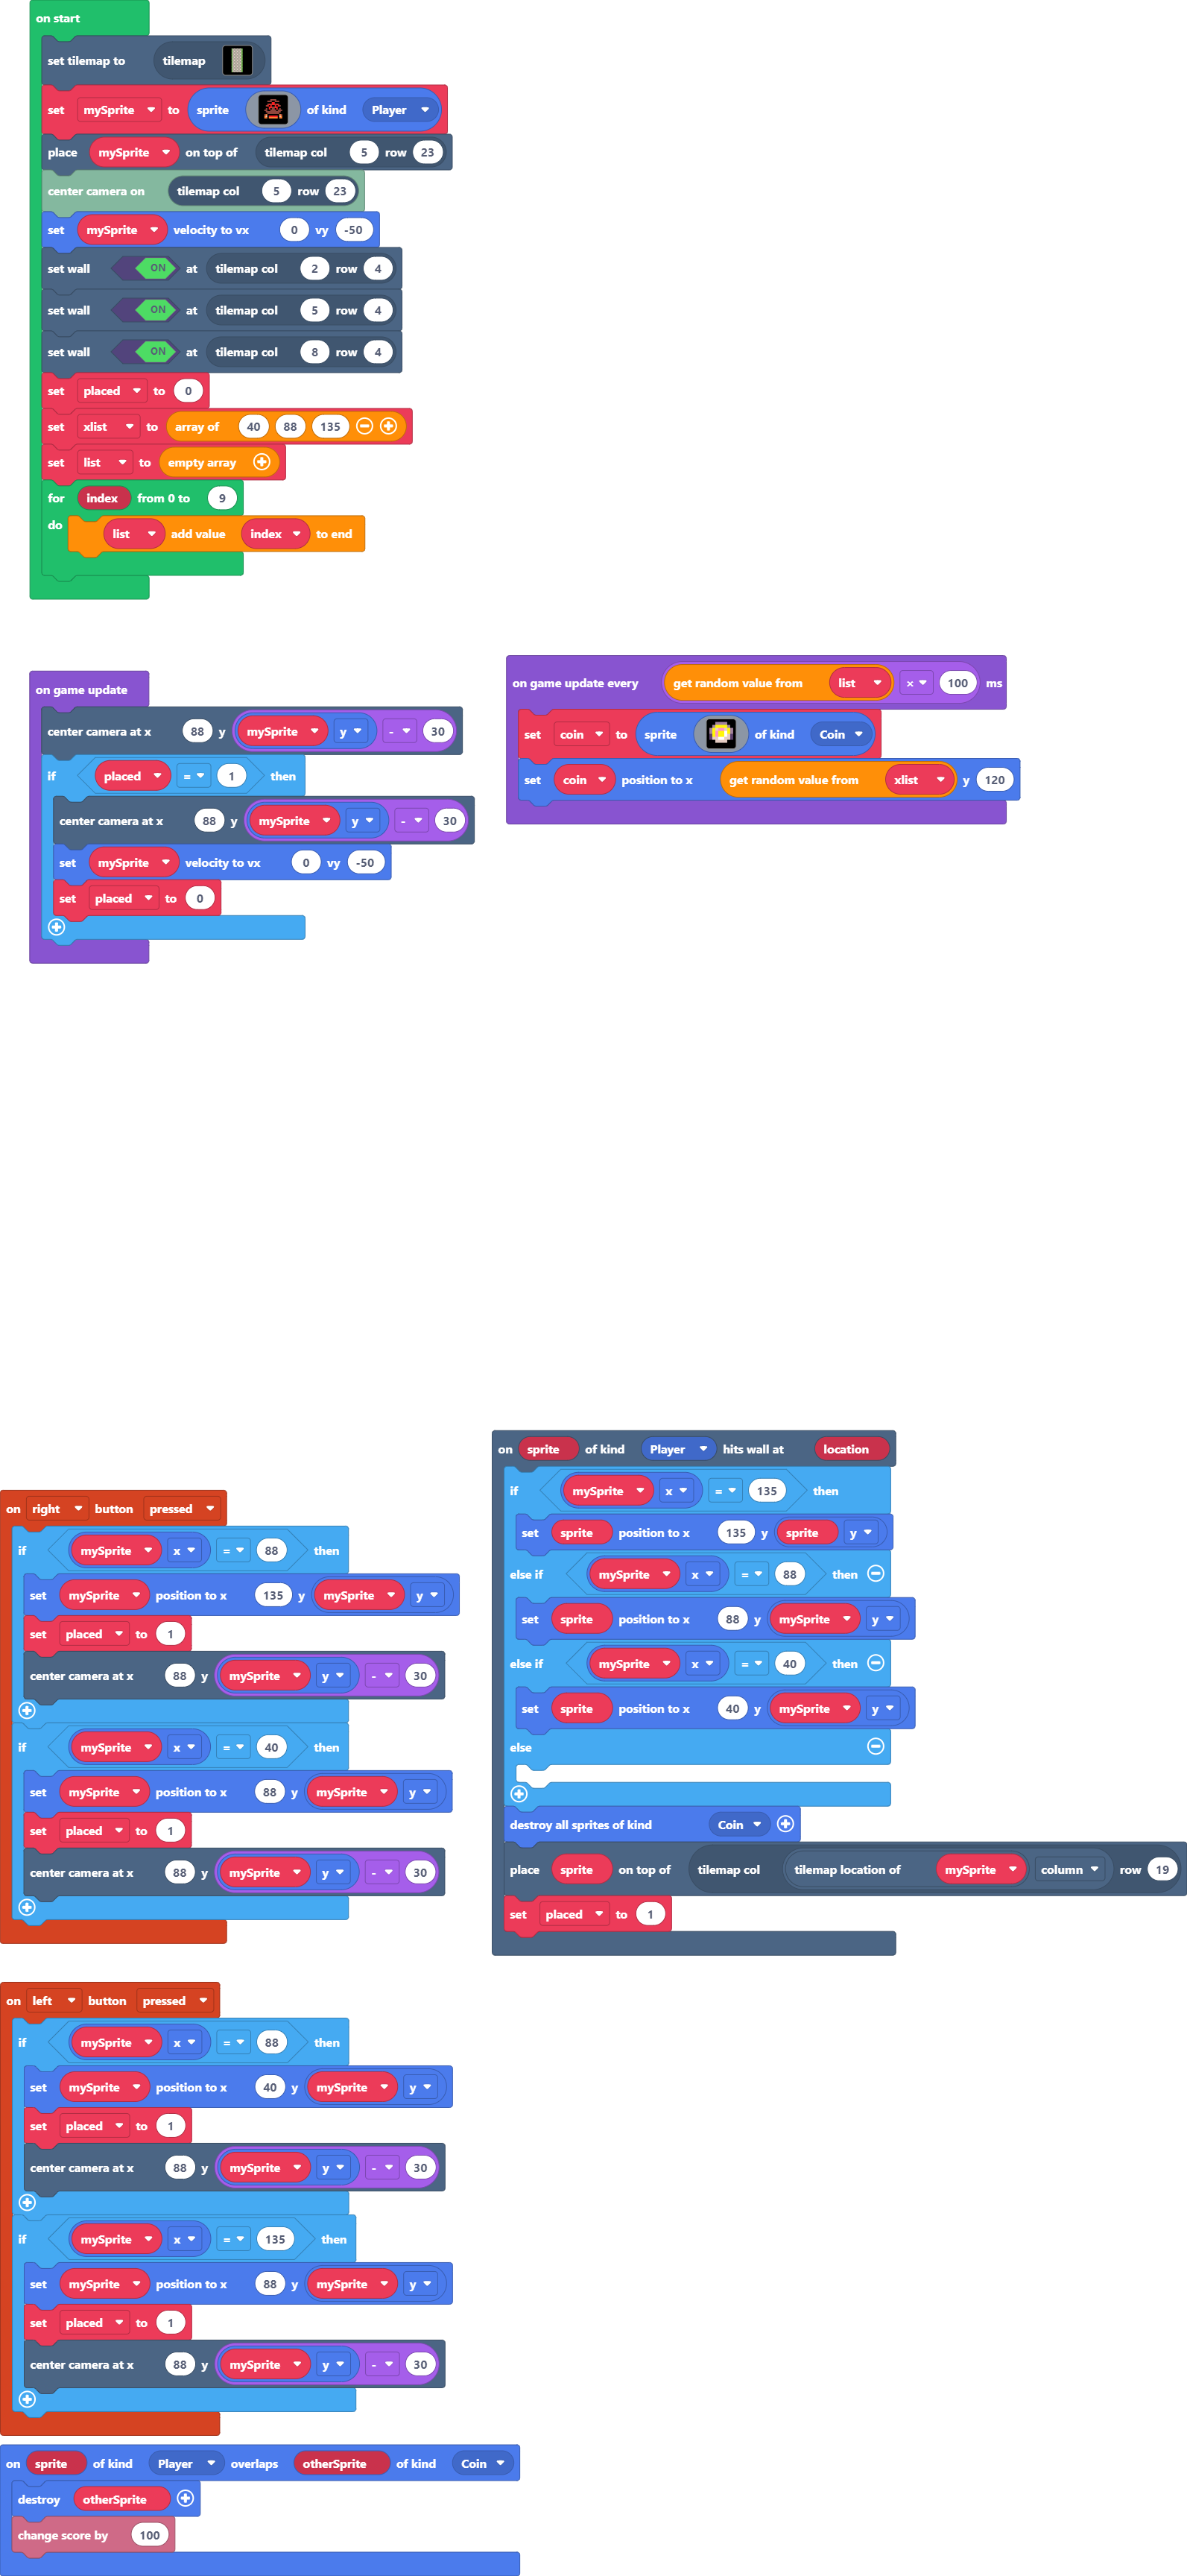 on start
set tilemap to tilemap
set mySprite to sprite of kind Player
place mySprite on top of tilemap col 5 row 23
center camera on tilemap col 5 row 23
set mySprite velocity to vx 0 vy -50
set wall ON at tilemap col 2 row 4
set wall ON at tilemap col 5 row 4
set wall ON at tilemap col 8 row 4
set placed to 0
set xlist to array of 40 88 135
set list to empty array
for index from 0 to 9
do list add value index to end
on game update
center camera at x 88 y mySprite y - 30
if placed = 1 then
center camera at x 88 y mySprite y - 30
set mySprite velocity to vx 0 vy -50
set placed to 0
on game update every get random value from list × 100 ms
set coin to sprite of kind Coin
set coin position to x get random value from xlist y 120
on right button pressed
if mySprite x = 88 then
set mySprite position to x 135 y mySprite y
set placed to 1
center camera at x 88 y mySprite y - 30
if mySprite x = 40 then
set mySprite position to x 88 y mySprite y
set placed to 1
center camera at x 88 y mySprite y - 30
on sprite of kind Player hits wall at location
if mySprite x = 135 then
set sprite position to x 135 y sprite y
else if mySprite x = 88 then
set sprite position to x 88 y mySprite y
else if mySprite x = 40 then
set sprite position to x 40 y mySprite y
else
destroy all sprites of kind Coin
place sprite on top of tilemap col tilemap location of mySprite column row 19
set placed to 1
on left button pressed
if mySprite x = 88 then
set mySprite position to x 40 y mySprite y
set placed to 1
center camera at x 88 y mySprite y - 30
if mySprite x = 135 then
set mySprite position to x 88 y mySprite y
set placed to 1
center camera at x 88 y mySprite y - 30
on sprite of kind Player overlaps otherSprite of kind Coin
destroy otherSprite
change score by 100